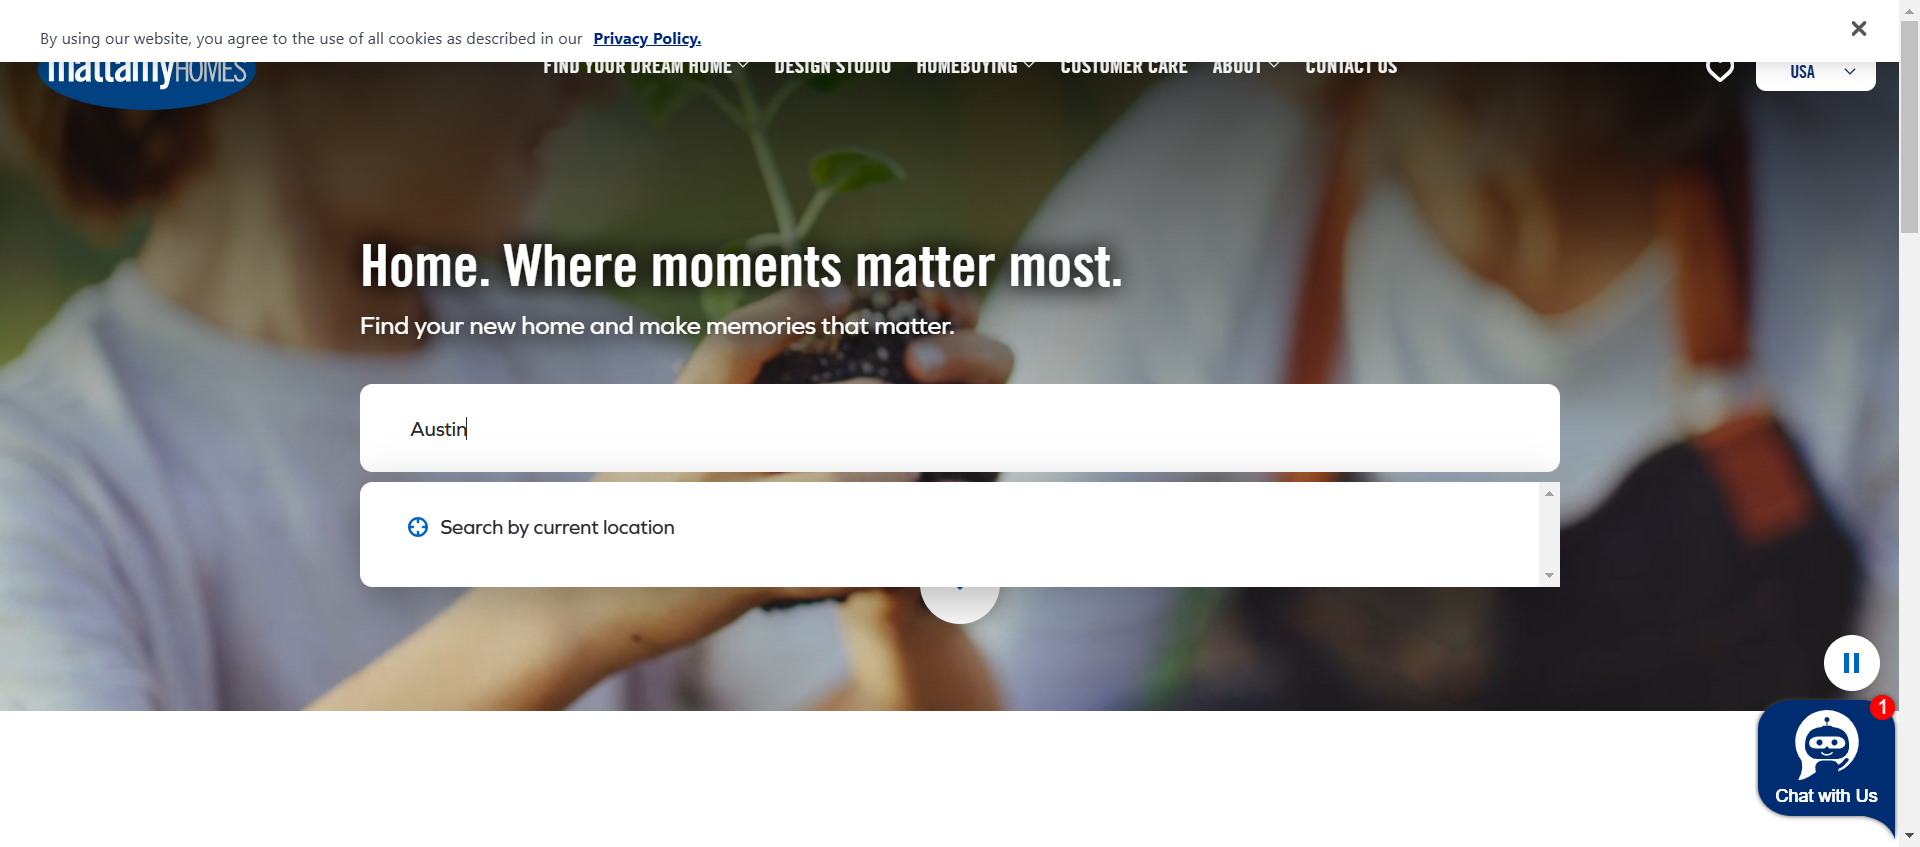 By using our website, you agree to the use of all cookies as described in our Privacy Policy.
mattamyHOMES
FIND YOUR DREAM HOME
DESIGN STUDIO
HOMEBUYING
CUSTOMER CARE
ABOUT
CONTACT US
USA
Home. Where moments matter most.
Find your new home and make memories that matter.
Austin
Search by current location
1
Chat with Us